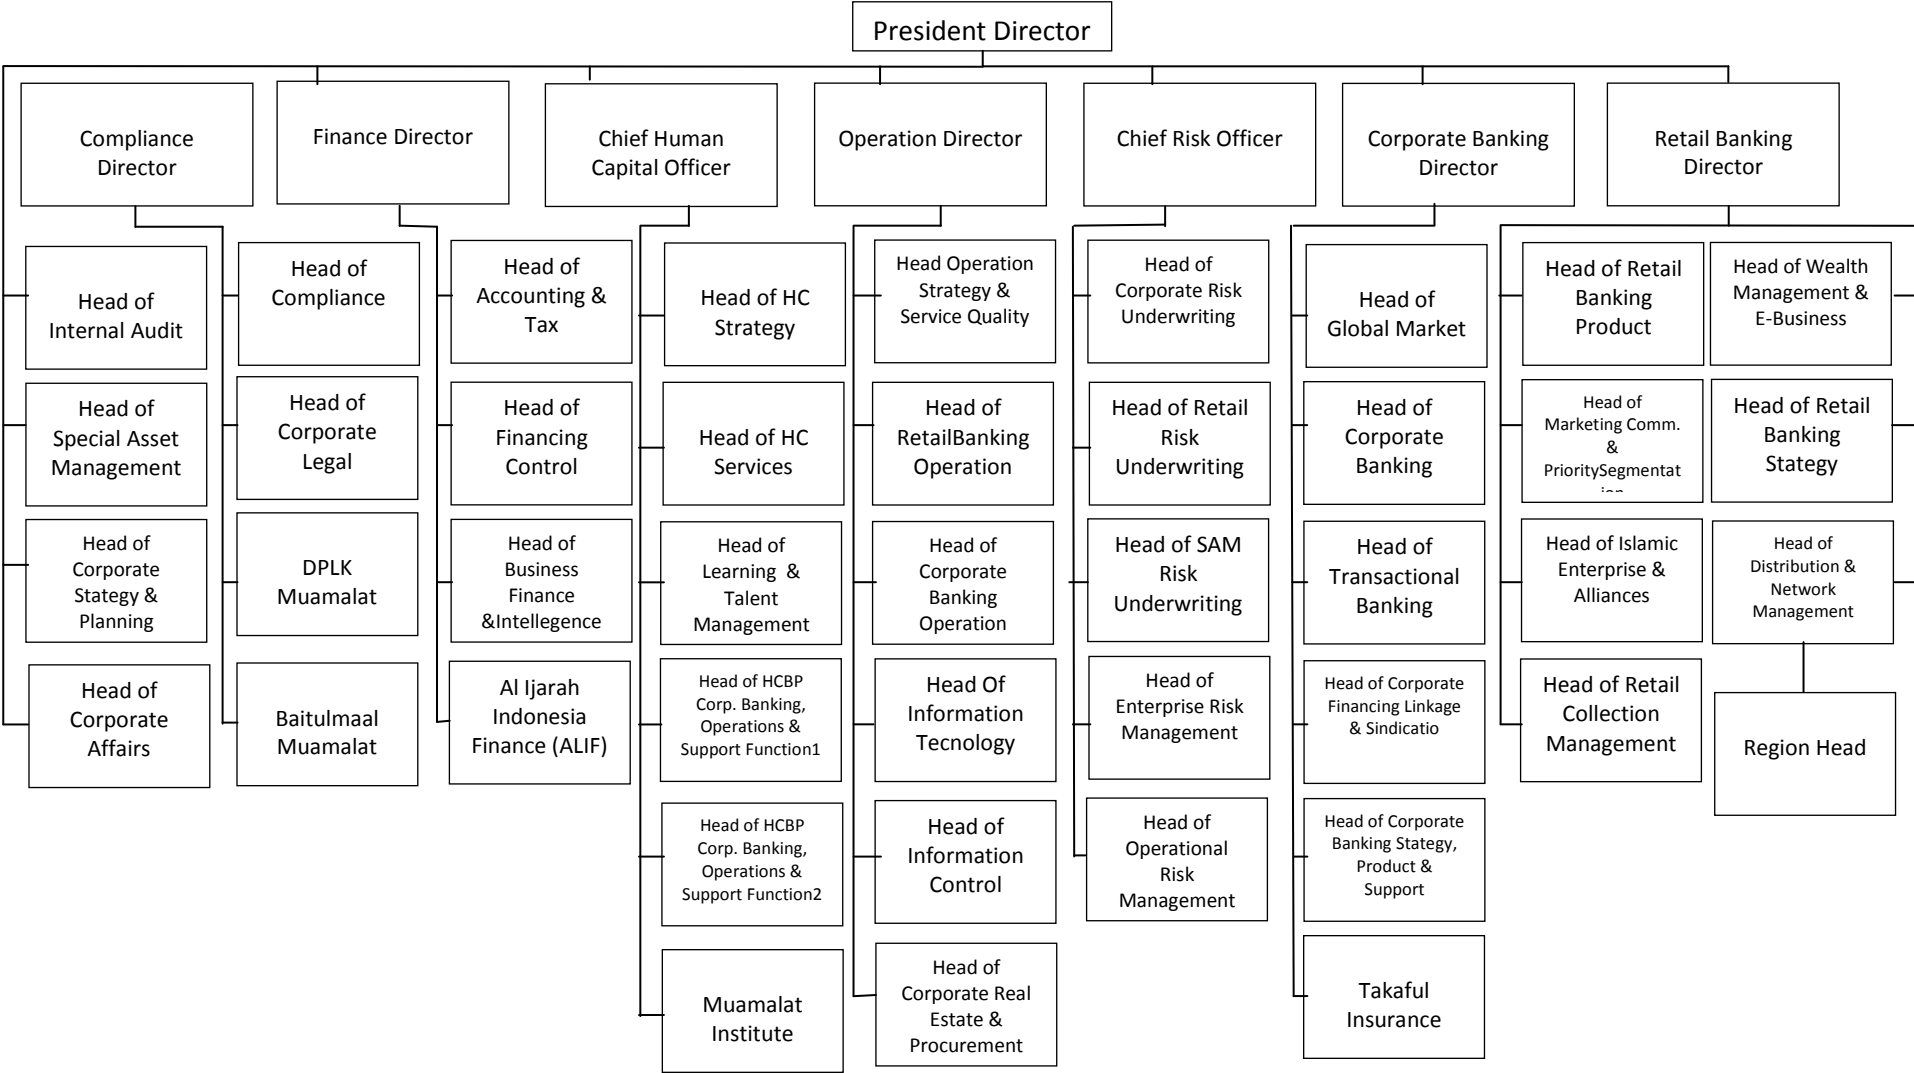 President Director
Compliance
Director
Finance Director
Chief Human
Capital Officer
Operation Director
Chief Risk Officer
Corporate Banking
Director
Retail Banking
Director
Head of
Internal Audit
Head of
Special Asset
Management
Head of
Corporate
Stategy &
Planning
Head of
Corporate
Affairs
Head of
Compliance
Head of
Corporate
Legal
DPLK
Muamalat
Baitulmaal
Muamalat
Head of
Accounting &
Tax
Head of
Financing
Control
Head of
Business
Finance
&Intellegence
Al Ijarah
Indonesia
Finance (ALIF)
Head of HC
Strategy
Head of HC
Services
Head of
Learning &
Talent
Management
Head of HCBP
Corp. Banking,
Operations &
Support Function1
Head of HCBP
Corp. Banking,
Operations &
Support Function2
Muamalat
Institute
Head Operation
Strategy &
Service Quality
Head of
RetailBanking
Operation
Head of
Corporate
Banking
Operation
Head Of
Information
Tecnology
Head of
Information
Control
Head of
Corporate Real
Estate &
Procurement
Head of
Corporate Risk
Underwriting
Head of Retail
Risk
Underwriting
Head of SAM
Risk
Underwriting
Head of
Enterprise Risk
Management
Head of
Operational
Risk
Management
Head of
Global Market
Head of
Corporate
Banking
Head of
Transactional
Banking
Head of Corporate
Financing Linkage
& Sindicatio
Head of Corporate
Banking Stategy,
Product &
Support
Takaful
Insurance
Head of Retail
Banking
Product
Head of
Marketing Comm.
&
PrioritySegmentat
ion
Head of Islamic
Enterprise &
Alliances
Head of Retail
Collection
Management
Head of Wealth
Management &
E-Business
Head of Retail
Banking
Stategy
Head of
Distribution &
Network
Management
Region Head